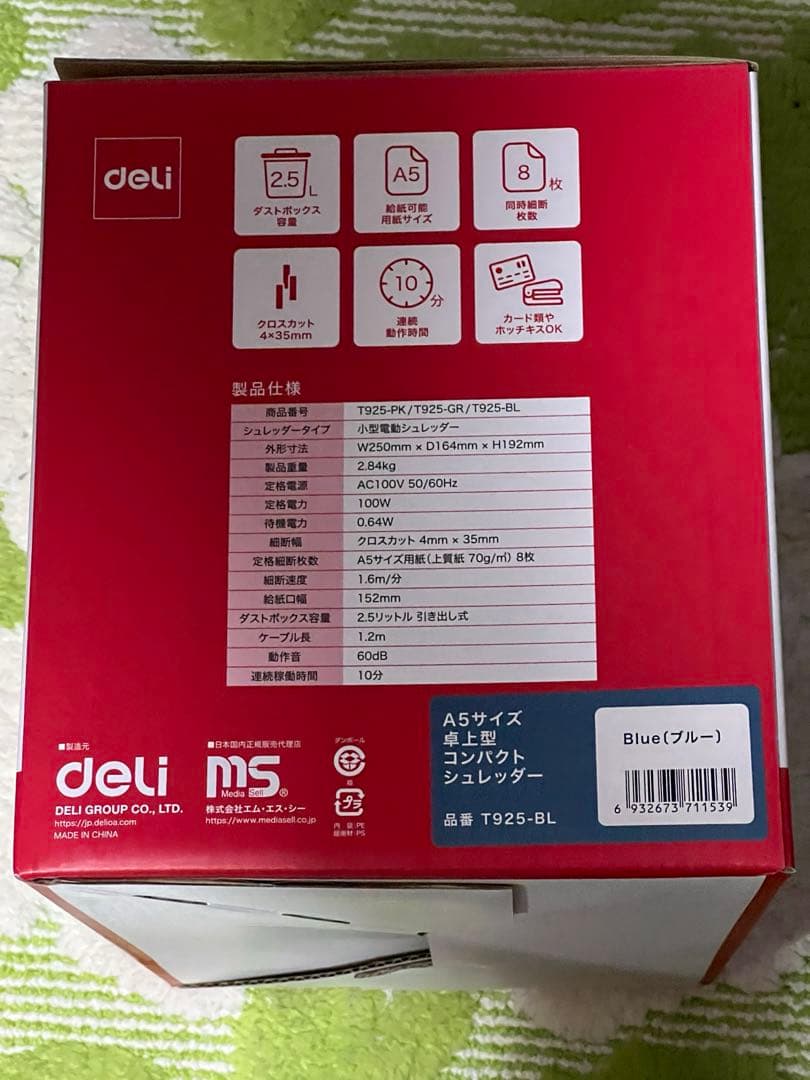 deli
2.5L
ダストボックス
容量
A5
給紙可能
用紙サイズ
8枚
同時細断
枚数
クロスカット
4×35mm
10分
連続
動作時間
カード類や
ホッチキスOK
製品仕様
商品番号 T925-PK/T925-GR/T925-BL
シュレッダータイプ 小型電動シュレッダー
外形寸法 W250mm × D164mm × H192mm
製品重量 2.84kg
定格電源 AC100V 50/60Hz
定格電力 100W
待機電力 0.64W
細断幅 クロスカット 4mm × 35mm
定格細断枚数 A5サイズ用紙(上質紙 70g/㎡) 8枚
細断速度 1.6m/分
給紙口幅 152mm
ダストボックス容量 2.5リットル 引き出し式
ケーブル長 1.2m
動作音 60dB
連続稼働時間 10分
■製造元
deli
DELI GROUP CO., LTD.
https://jp.delioa.com
MADE IN CHINA
■日本国内正規販売代理店
ms®
Media Sell
株式会社エム・エス・シー
https://www.mediasell.co.jp
ダンボール
箱
プラ
内 袋:PE
緩衝材:PS
A5サイズ
卓上型
コンパクト
シュレッダー
品番 T925-BL
Blue(ブルー)
6 932673 711539